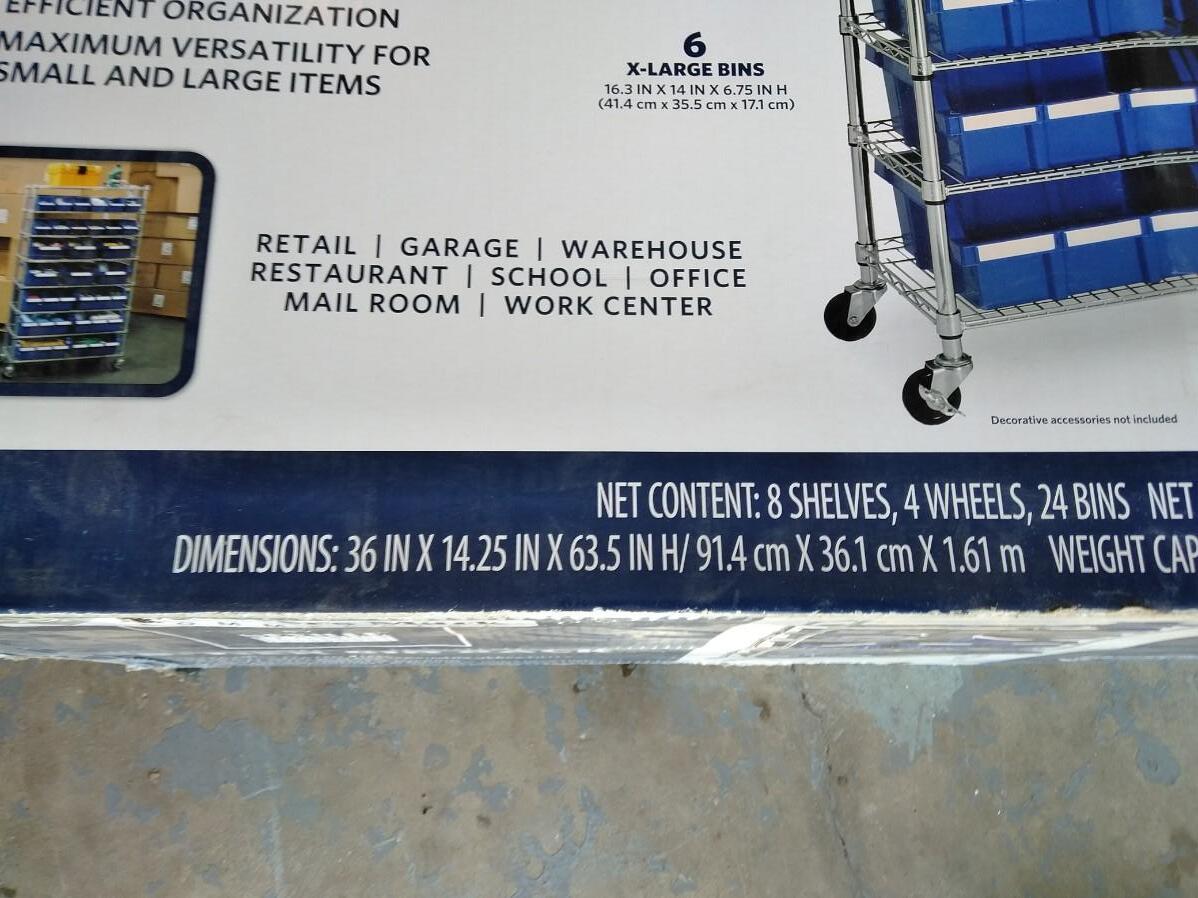 EFFICIENT ORGANIZATION
MAXIMUM VERSATILITY FOR
SMALL AND LARGE ITEMS
6
X-LARGE BINS
16.3 IN X 14 IN X 6.75 IN H
(41.4 cm x 35.5 cm x 17.1 cm)
RETAIL | GARAGE | WAREHOUSE
RESTAURANT | SCHOOL | OFFICE
MAIL ROOM | WORK CENTER
Decorative accessories not included
NET CONTENT: 8 SHELVES, 4 WHEELS, 24 BINS NET
DIMENSIONS: 36 IN X 14.25 IN X 63.5 IN H/ 91.4 cm X 36.1 cm X 1.61 m WEIGHT CAP